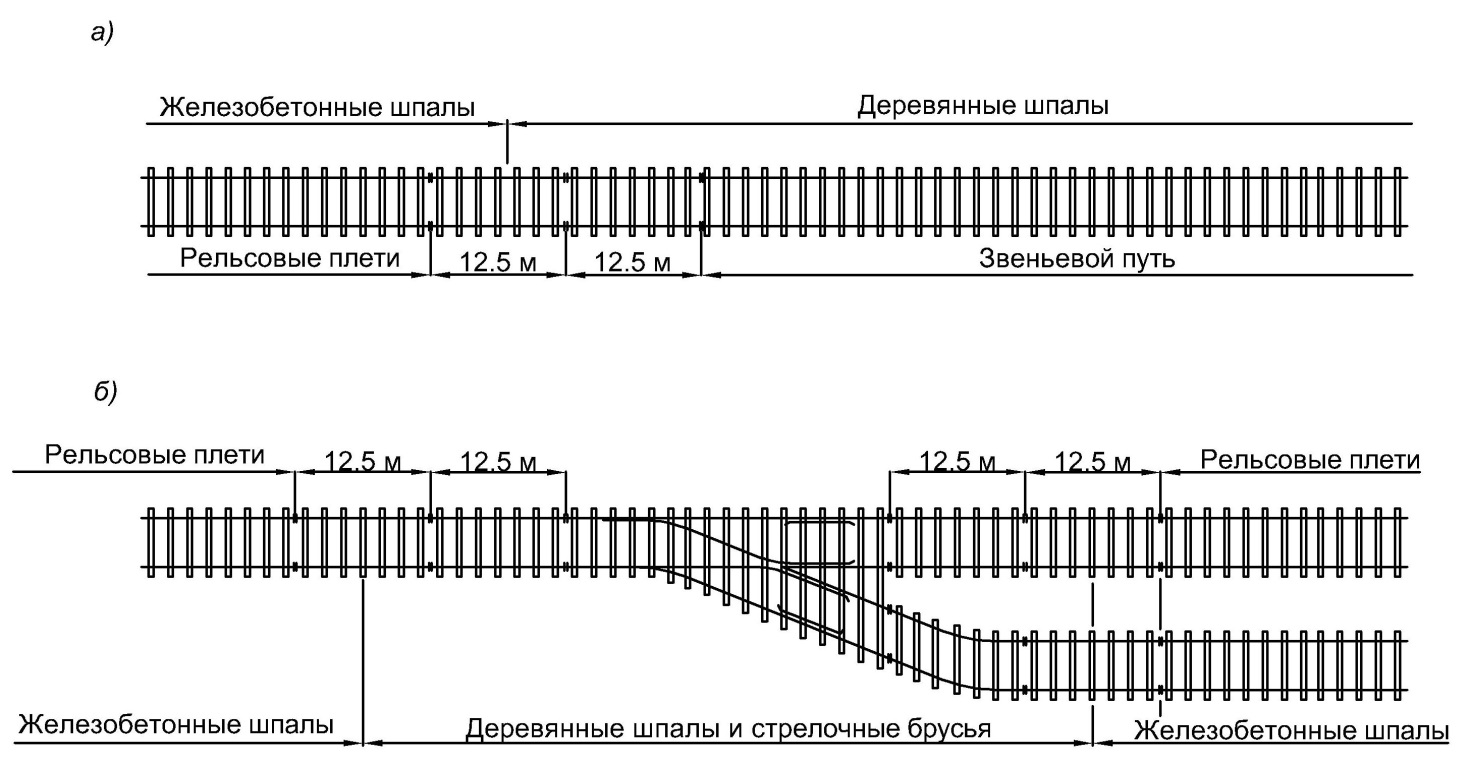 а)
Железобетонные шпалы
Деревянные шпалы
Рельсовые плети
12.5 м
12.5 м
Звеньевой путь
б)
Рельсовые плети
12.5 м
12.5 м
12.5 м
12.5 м
Рельсовые плети
Железобетонные шпалы
Деревянные шпалы и стрелочные брусья
Железобетонные шпалы